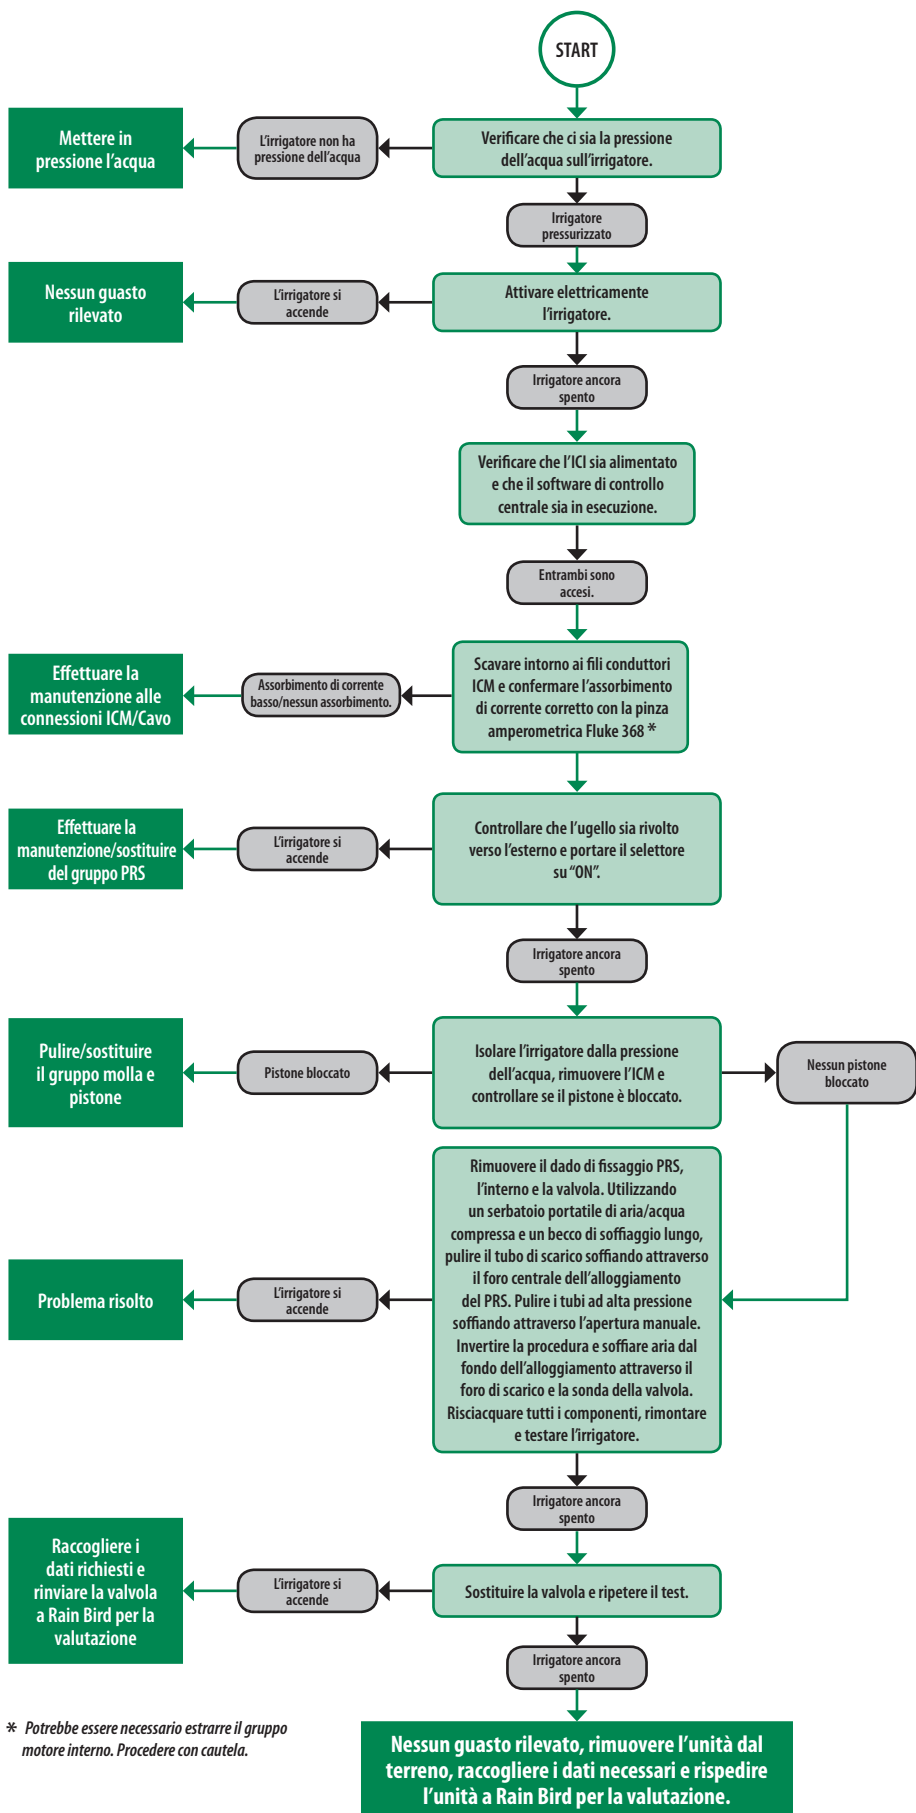 START
Verificare che ci sia la pressione
dell'acqua sull'irrigatore.
L'irrigatore non ha
pressione dell'acqua
Mettere in
pressione l'acqua
Irrigatore
pressurizzato
Attivare elettricamente
l'irrigatore.
L'irrigatore si
accende
Nessun guasto
rilevato
Irrigatore ancora
spento
Verificare che l'ICI sia alimentato
e che il software di controllo
centrale sia in esecuzione.
Entrambi sono
accesi.
Scavare intorno ai fili conduttori
ICM e confermare l'assorbimento
di corrente corretto con la pinza
amperometrica Fluke 368 *
Assorbimento di corrente
basso/nessun assorbimento.
Effettuare la
manutenzione alle
connessioni ICM/Cavo
Controllare che l'ugello sia rivolto
verso l'esterno e portare il selettore
su "ON".
L'irrigatore si
accende
Effettuare la
manutenzione/sostituire
del gruppo PRS
Irrigatore ancora
spento
Isolare l'irrigatore dalla pressione
dell'acqua, rimuovere l'ICM e
controllare se il pistone è bloccato.
Pistone bloccato
Pulire/sostituire
il gruppo molla e
pistone
Nessun pistone
bloccato
Rimuovere il dado di fissaggio PRS,
l'interno e la valvola. Utilizzando
un serbatoio portatile di aria/acqua
compressa e un becco di soffiaggio lungo,
pulire il tubo di scarico soffiando attraverso
il foro centrale dell'alloggiamento
del PRS. Pulire i tubi ad alta pressione
soffiando attraverso l'apertura manuale.
Invertire la procedura e soffiare aria dal
fondo dell'alloggiamento attraverso il
foro di scarico e la sonda della valvola.
Risciacquare tutti i componenti, rimontare
e testare l'irrigatore.
L'irrigatore si
accende
Problema risolto
Irrigatore ancora
spento
Sostituire la valvola e ripetere il test.
L'irrigatore si
accende
Raccogliere i
dati richiesti e
rinviare la valvola
a Rain Bird per la
valutazione
Irrigatore ancora
spento
Nessun guasto rilevato, rimuovere l'unità dal
terreno, raccogliere i dati necessari e rispedire
l'unità a Rain Bird per la valutazione.
* Potrebbe essere necessario estrarre il gruppo
motore interno. Procedere con cautela.